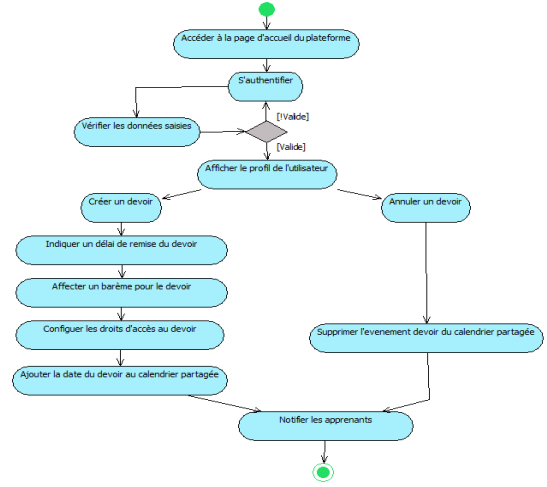 Accéder à la page d'accueil du plateforme
S'authentifier
[!Valide]
Vérifier les données saisies
[Valide]
Afficher le profil de l'utilisateur
Créer un devoir
Annuler un devoir
Indiquer un délai de remise du devoir
Affecter un barème pour le devoir
Configuer les droits d'accès au devoir
Supprimer l'evenement devoir du calendrier partagée
Ajouter la date du devoir au calendrier partagée
Notifier les apprenants